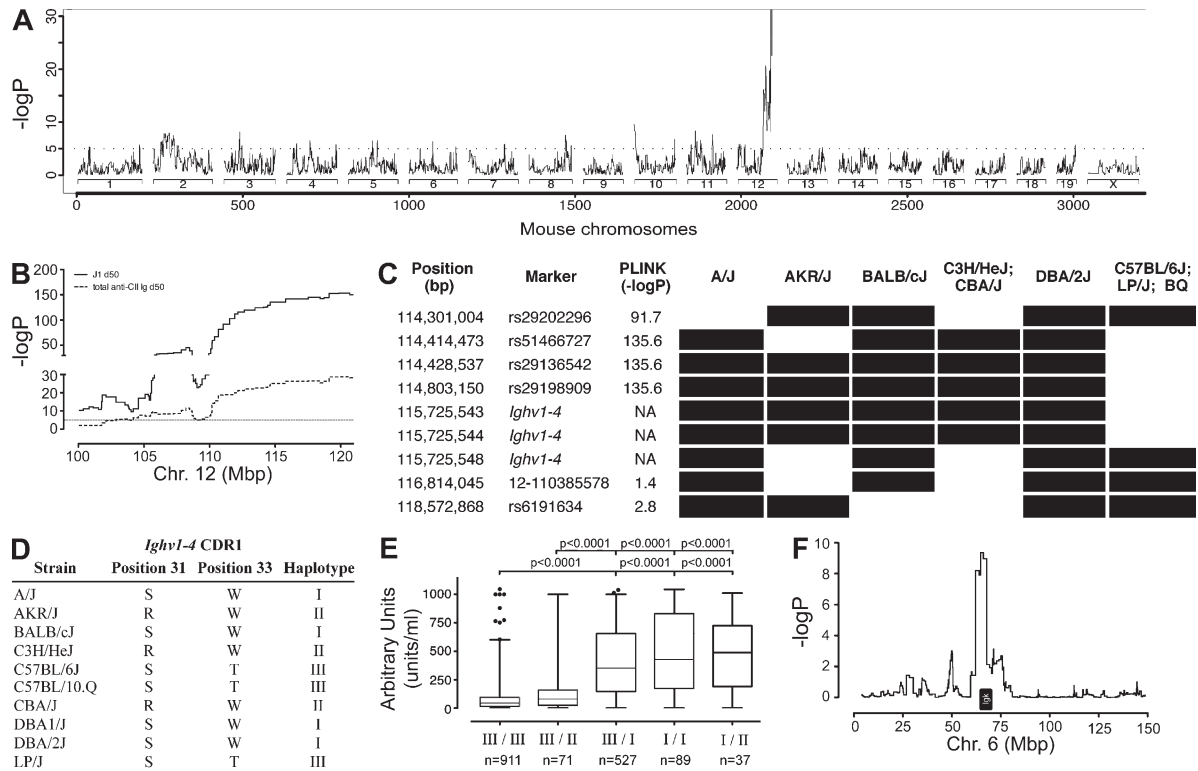 A
-logP
30
20
10
5
0
1 2 3 4 5 6 7 8 9 10 11 12 13 14 15 16 17 18 19 X
0 500 1000 1500 2000 2500 3000
Mouse chromosomes
B
J1 d50
total anti-CII Ig d50
-logP
200
150
100
50
30
20
10
0
100 105 110 115 120
Chr. 12 (Mbp)
C
Position (bp) Marker PLINK (-logP) A/J AKR/J BALB/cJ C3H/HeJ; CBA/J DBA/2J C57BL/6J; LP/J; BQ
114,301,004 rs29202296 91.7
114,414,473 rs51466727 135.6
114,428,537 rs29136542 135.6
114,803,150 rs29198909 135.6
115,725,543 Ighv1-4 NA
115,725,544 Ighv1-4 NA
115,725,548 Ighv1-4 NA
116,814,045 12-110385578 1.4
118,572,868 rs6191634 2.8
D
Ighv1-4 CDR1
Strain Position 31 Position 33 Haplotype
A/J S W I
AKR/J R W II
BALB/cJ S W I
C3H/HeJ R W II
C57BL/6J S T III
C57BL/10.Q S T III
CBA/J R W II
DBA1/J S W I
DBA/2J S W I
LP/J S T III
E
p<0.0001 p<0.0001 p<0.0001
p<0.0001 p<0.0001 p<0.0001
Arbitrary Units
(units/ml)
1000
750
500
250
0
III / III III / II III / I I / I I / II
n=911 n=71 n=527 n=89 n=37
F
-logP
10
8
6
4
2
0
Igk
0 25 50 75 100 125 150
Chr. 6 (Mbp)